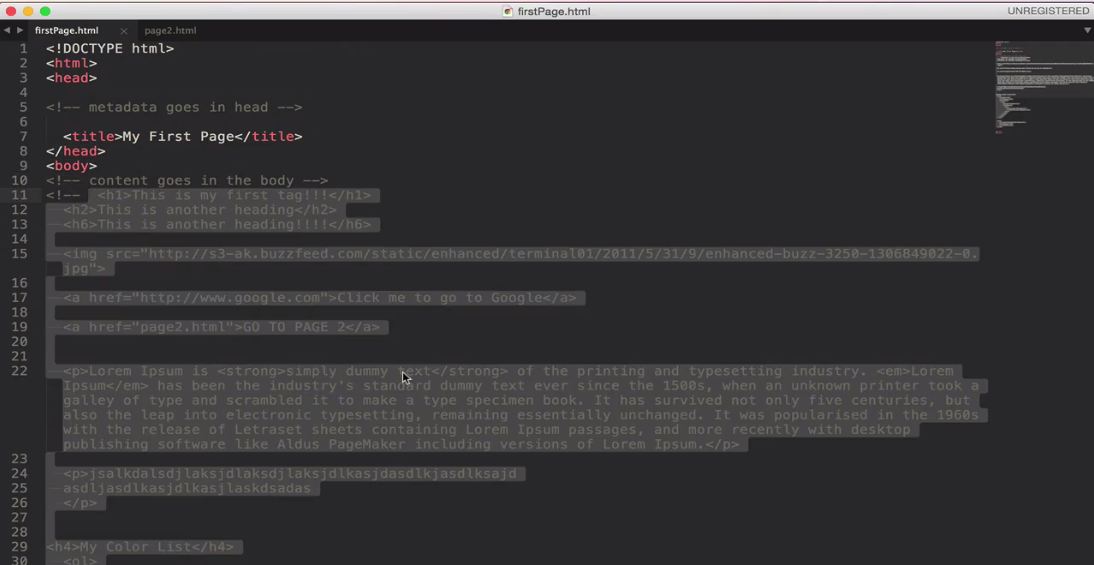 firstPage.html
UNREGISTERED
firstPage.html
page2.html
1 <!DOCTYPE html>
2 <html>
3 <head>
4
5 <!-- metadata goes in head -->
6
7 <title>My First Page</title>
8 </head>
9 <body>
10 <!-- content goes in the body -->
11 <!-- <h1>This is my first tag!!!</h1>
12 <h2>This is another heading</h2>
13 <h6>This is another heading!!!!</h6>
14
15 <img src="http://s3-ak.buzzfeed.com/static/enhanced/terminal01/2011/5/31/9/enhanced-buzz-3250-1306849022-0.
jpg">
16
17 <a href="http://www.google.com">Click me to go to Google</a>
18
19 <a href="page2.html">GO TO PAGE 2</a>
20
21
22 <p>Lorem Ipsum is <strong>simply dummy text</strong> of the printing and typesetting industry. <em>Lorem
Ipsum</em> has been the industry's standard dummy text ever since the 1500s, when an unknown printer took a
galley of type and scrambled it to make a type specimen book. It has survived not only five centuries, but
also the leap into electronic typesetting, remaining essentially unchanged. It was popularised in the 1960s
with the release of Letraset sheets containing Lorem Ipsum passages, and more recently with desktop
publishing software like Aldus PageMaker including versions of Lorem Ipsum.</p>
23
24 <p>jsalkdalsdjlaksjdlaksdjlaksjdlkasjdasdlkjasdlksajd
25 asdljasdlkasjdlkasjlaskdsadas
26 </p>
27
28
29 <h4>My Color List</h4>
30 <ol>